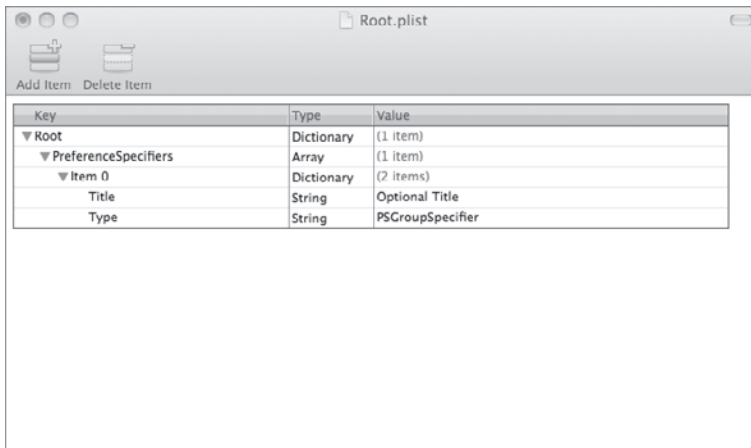 Root.plist
Add Item Delete Item
Key Type Value
Root Dictionary (1 item)
PreferenceSpecifiers Array (1 item)
Item 0 Dictionary (2 items)
Title String Optional Title
Type String PSGroupSpecifier